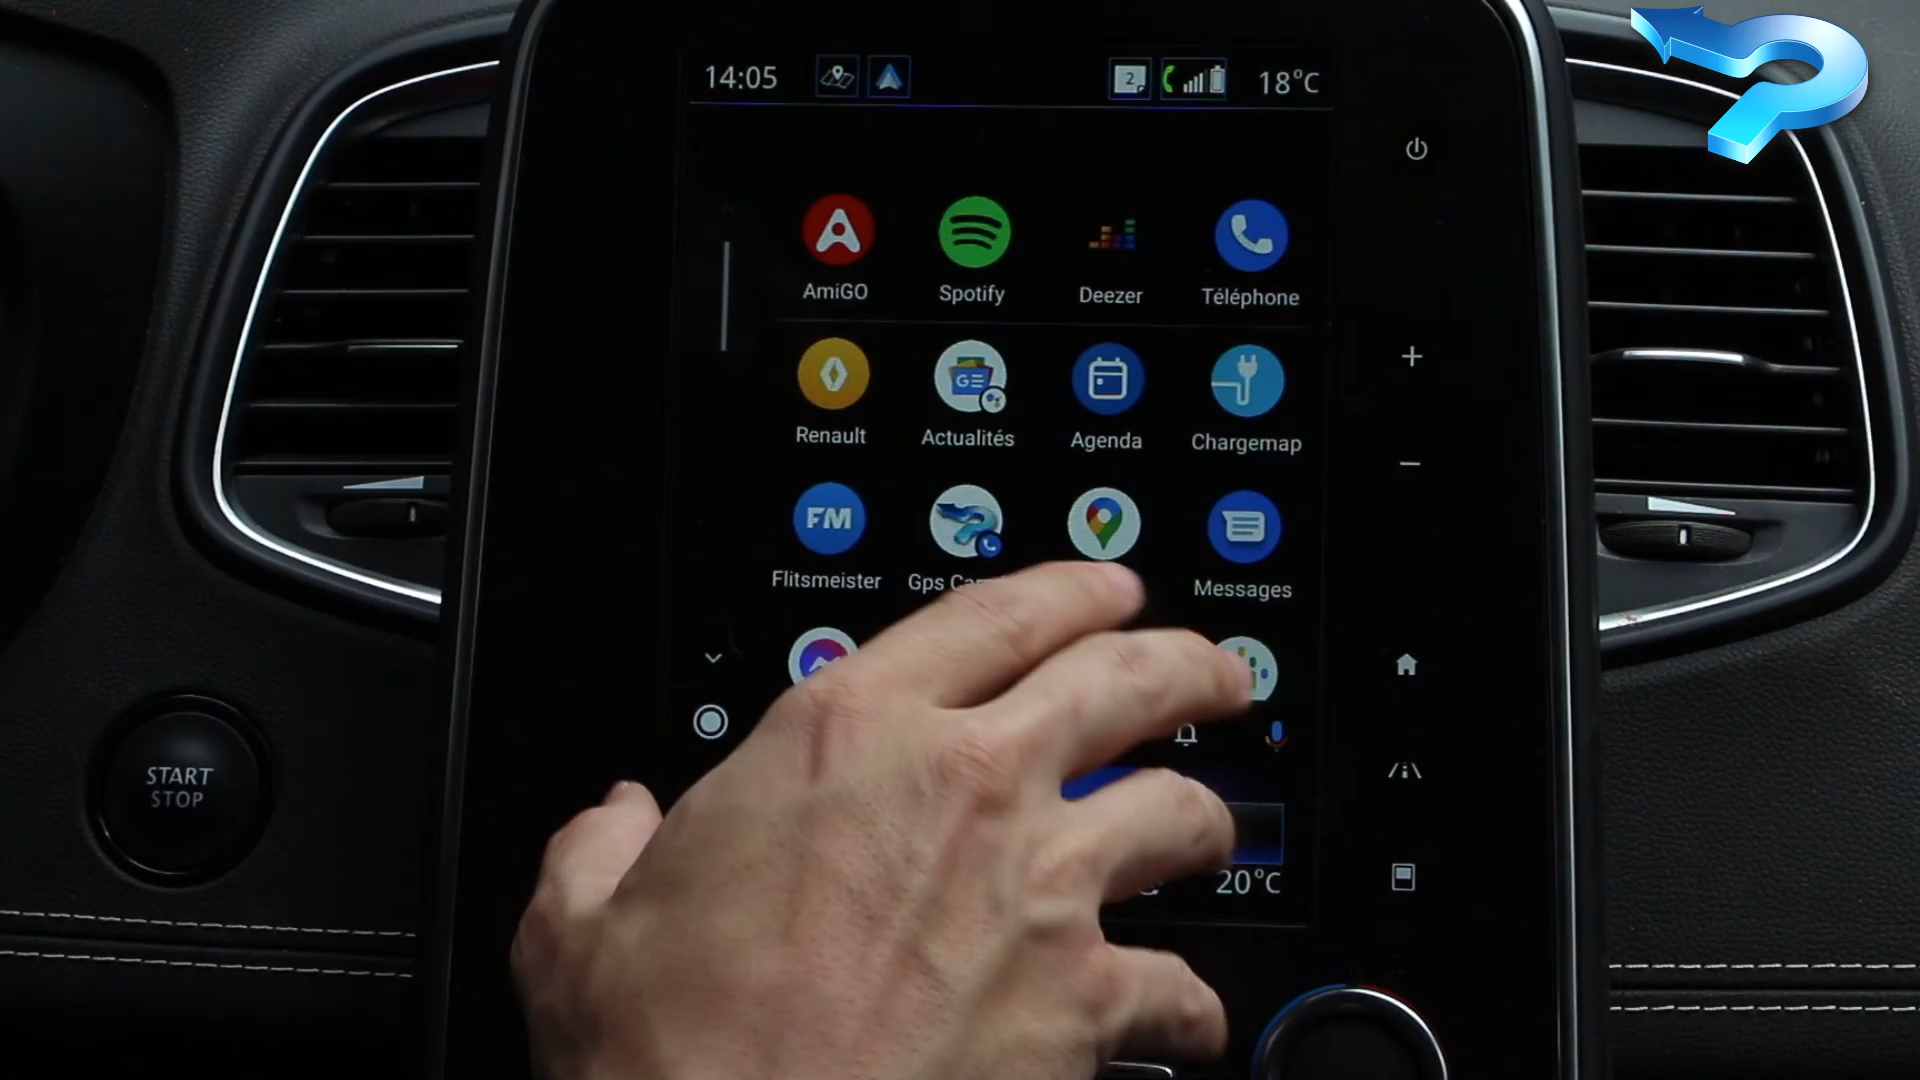 14:05
2
18°C
AmiGO
Spotify
Deezer
Téléphone
Renault
Actualités
Agenda
Chargemap
FM
Flitsmeister
Gps
Messages
START
STOP
20°C